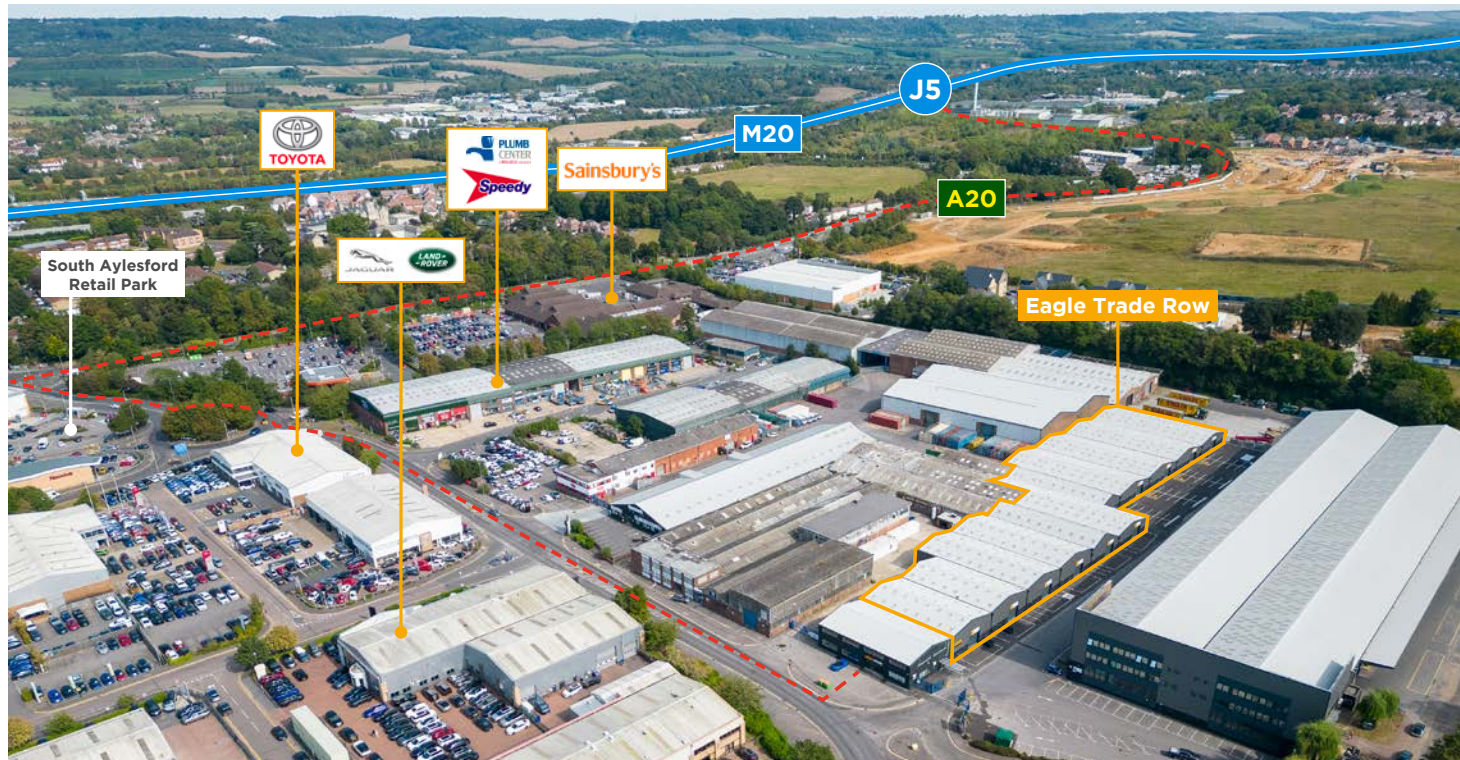 J5
M20
TOYOTA
PLUMB
CENTER
Speedy
Sainsbury's
A20
JAGUAR
LAND-
ROVER
South Aylesford
Retail Park
Eagle Trade Row